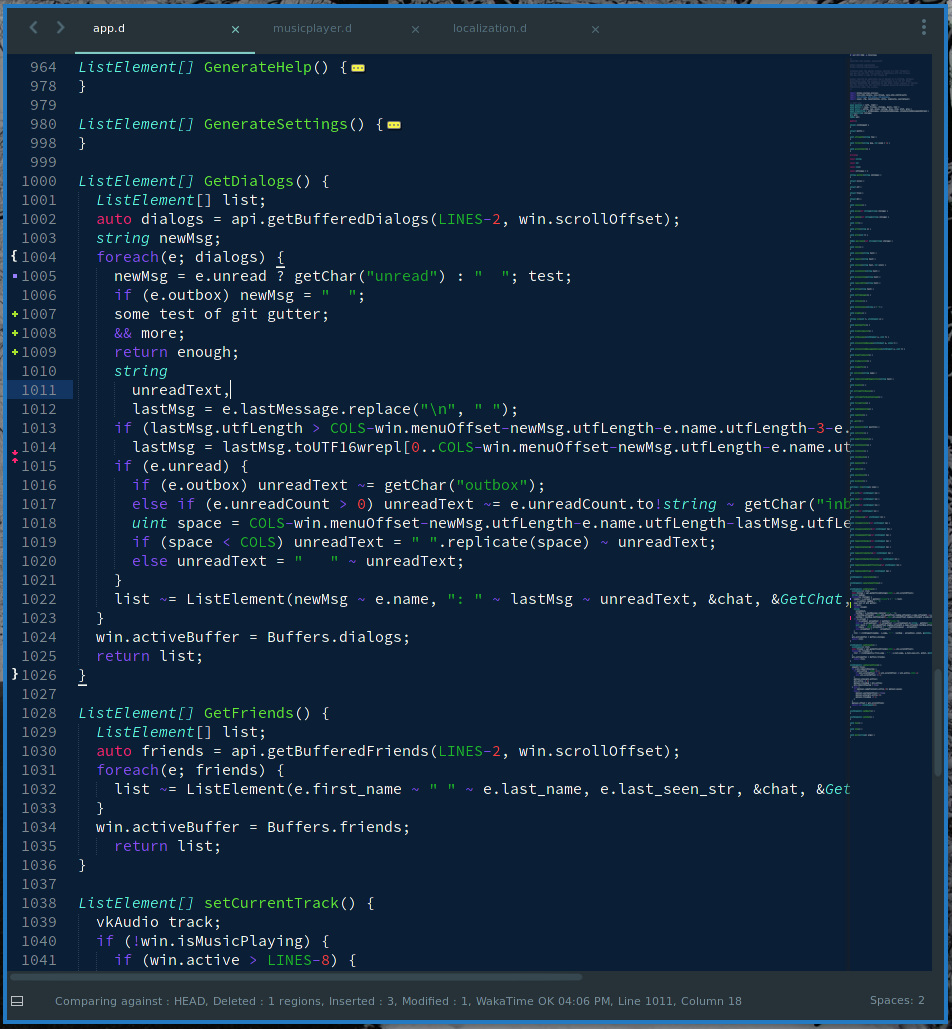 app.d × musicplayer.d × localization.d ×
964 ListElement[] GenerateHelp() {
978 }
979
980 ListElement[] GenerateSettings() {
998 }
999
1000 ListElement[] GetDialogs() {
1001 ListElement[] list;
1002 auto dialogs = api.getBufferedDialogs(LINES-2, win.scrollOffset);
1003 string newMsg;
{ 1004 foreach(e; dialogs) {
1005 newMsg = e.unread ? getChar("unread") : "  "; test;
1006 if (e.outbox) newMsg = "  ";
+ 1007 some test of git gutter;
+ 1008 && more;
+ 1009 return enough;
1010 string
1011 unreadText,
1012 lastMsg = e.lastMessage.replace("\n", " ");
1013 if (lastMsg.utfLength > COLS-win.menuOffset-newMsg.utfLength-e.name.utfLength-3-e.
1014 lastMsg = lastMsg.toUTF16wrepl[0..COLS-win.menuOffset-newMsg.utfLength-e.name.ut
1015 if (e.unread) {
1016 if (e.outbox) unreadText ~= getChar("outbox");
1017 else if (e.unreadCount > 0) unreadText ~= e.unreadCount.to!string ~ getChar("inb
1018 uint space = COLS-win.menuOffset-newMsg.utfLength-e.name.utfLength-lastMsg.utfLe
1019 if (space < COLS) unreadText = " ".replicate(space) ~ unreadText;
1020 else unreadText = "   " ~ unreadText;
1021 }
1022 list ~= ListElement(newMsg ~ e.name, ": " ~ lastMsg ~ unreadText, &chat, &GetChat,
1023 }
1024 win.activeBuffer = Buffers.dialogs;
1025 return list;
} 1026 }
1027
1028 ListElement[] GetFriends() {
1029 ListElement[] list;
1030 auto friends = api.getBufferedFriends(LINES-2, win.scrollOffset);
1031 foreach(e; friends) {
1032 list ~= ListElement(e.first_name ~ " " ~ e.last_name, e.last_seen_str, &chat, &Get
1033 }
1034 win.activeBuffer = Buffers.friends;
1035 return list;
1036 }
1037
1038 ListElement[] setCurrentTrack() {
1039 vkAudio track;
1040 if (!win.isMusicPlaying) {
1041 if (win.active > LINES-8) {
Comparing against : HEAD, Deleted : 1 regions, Inserted : 3, Modified : 1, WakaTime OK 04:06 PM, Line 1011, Column 18 Spaces: 2